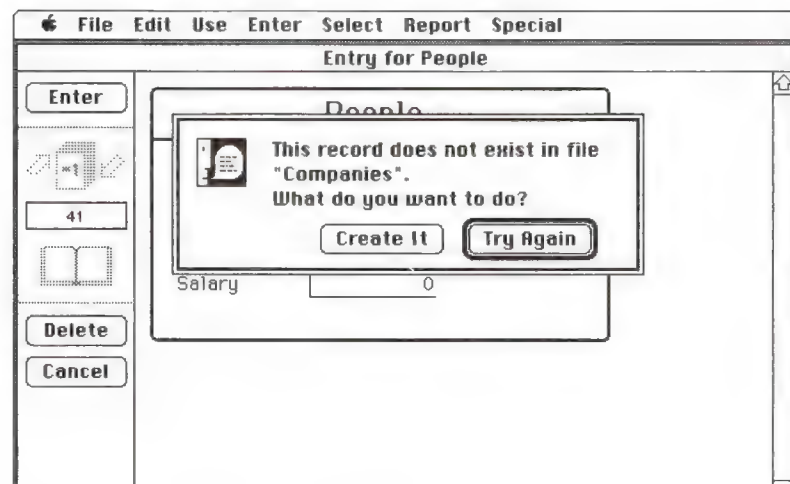 File Edit Use Enter Select Report Special
Entry for People
Enter
People
This record does not exist in file
"Companies".
What do you want to do?
Create It Try Again
41
Salary 0
Delete
Cancel